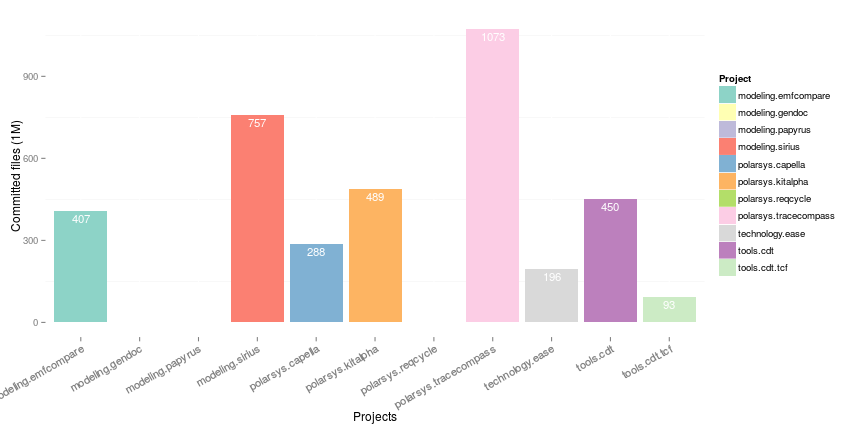 Committed files (1M)
900
600
300
0
407
757
288
489
1073
196
450
93
odeling.emfcompare
modeling.gendoc
modeling.papyrus
modeling.sirius
polarsys.capella
polarsys.kitalpha
polarsys.reqcycle
polarsys.tracecompass
technology.ease
tools.cdt
tools.cdt.tcf
Projects
Project
modeling.emfcompare
modeling.gendoc
modeling.papyrus
modeling.sirius
polarsys.capella
polarsys.kitalpha
polarsys.reqcycle
polarsys.tracecompass
technology.ease
tools.cdt
tools.cdt.tcf